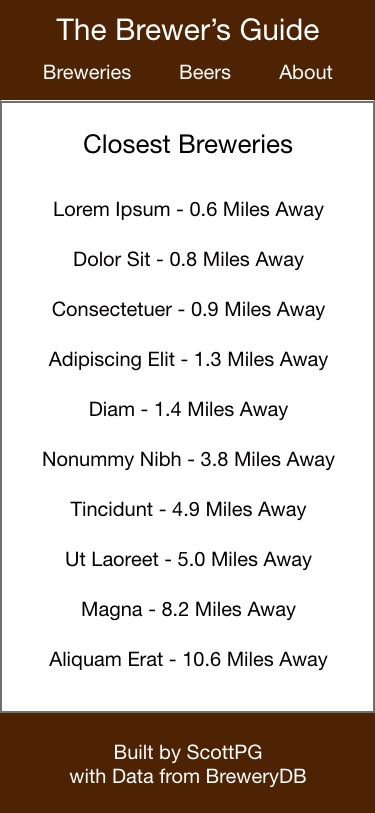 The Brewer’s Guide
Breweries Beers About
Closest Breweries
Lorem Ipsum - 0.6 Miles Away
Dolor Sit - 0.8 Miles Away
Consectetuer - 0.9 Miles Away
Adipiscing Elit - 1.3 Miles Away
Diam - 1.4 Miles Away
Nonummy Nibh - 3.8 Miles Away
Tincidunt - 4.9 Miles Away
Ut Laoreet - 5.0 Miles Away
Magna - 8.2 Miles Away
Aliquam Erat - 10.6 Miles Away
Built by ScottPG
with Data from BreweryDB